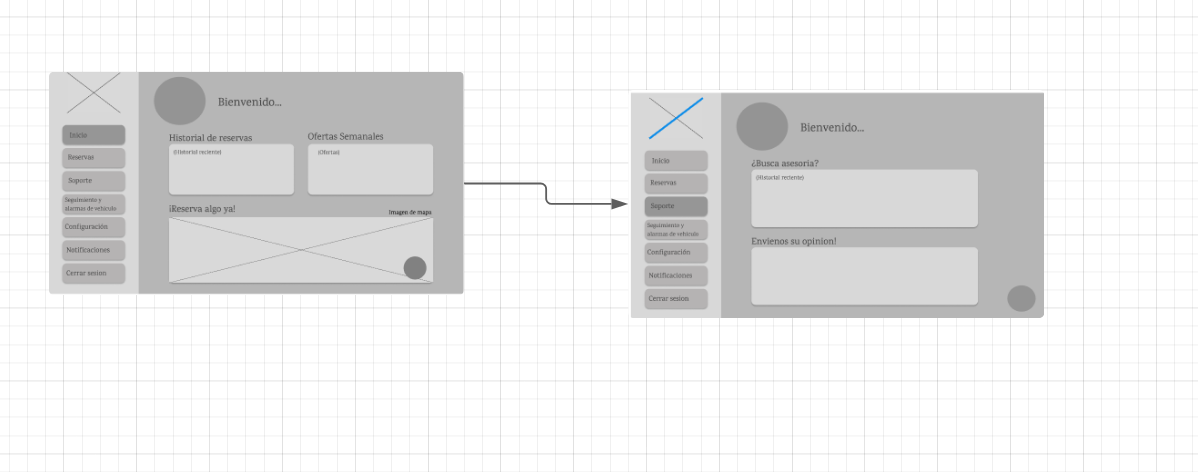 Bienvenido...
Inicio
Reservas
Soporte
Seguimiento y
alarmas de vehiculo
Configuración
Notificaciones
Cerrar sesion
Historial de reservas
(Historial reciente)
Ofertas Semanales
(Ofertas)
¡Reserva algo ya!
Imagen de mapa
Bienvenido...
Inicio
Reservas
Soporte
Seguimiento y
alarmas de vehiculo
Configuración
Notificaciones
Cerrar sesion
¿Busca asesoria?
(Historial reciente)
Envienos su opinion!